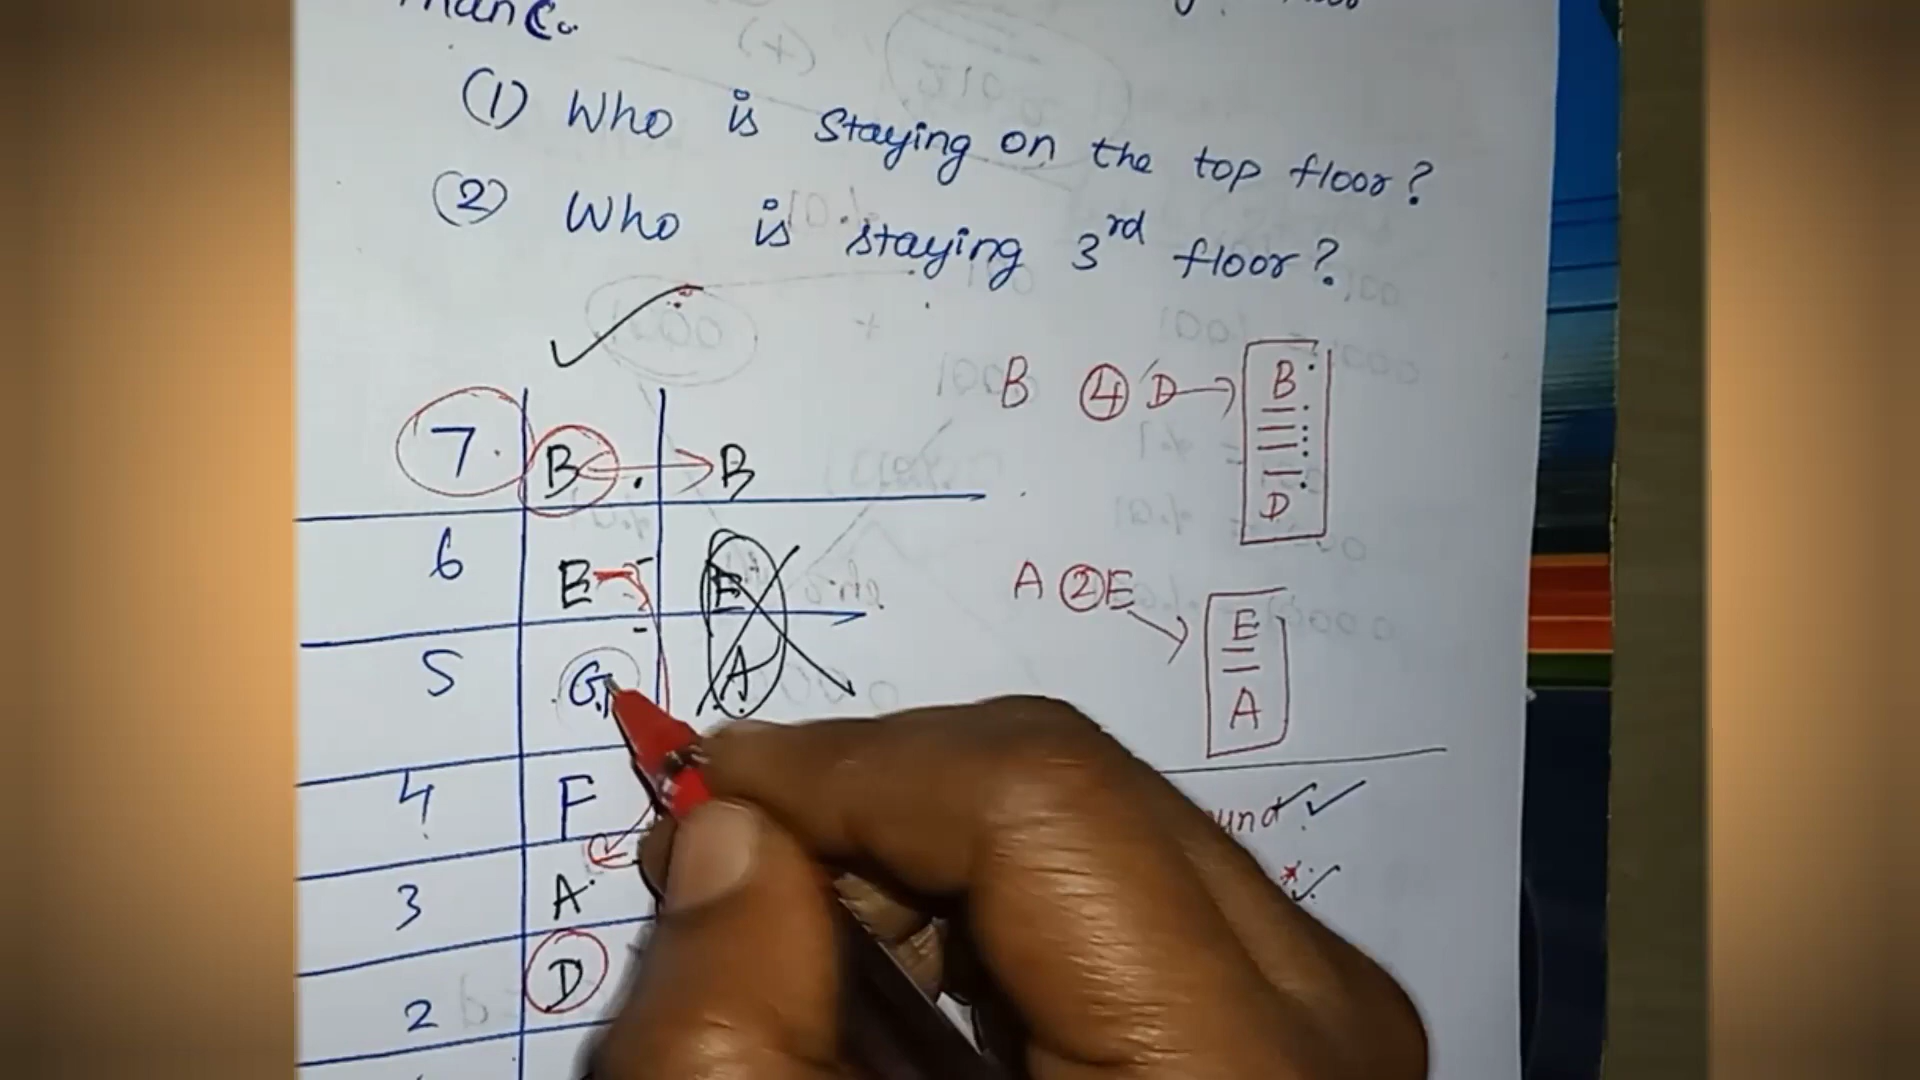 than C.
(1) Who is staying on the top floor?
(2) Who is staying 3rd floor?
B ④ D → B
D
7 B → B
6 E E
A ② E → E
A
5 G A
4 F
3 A
2 D